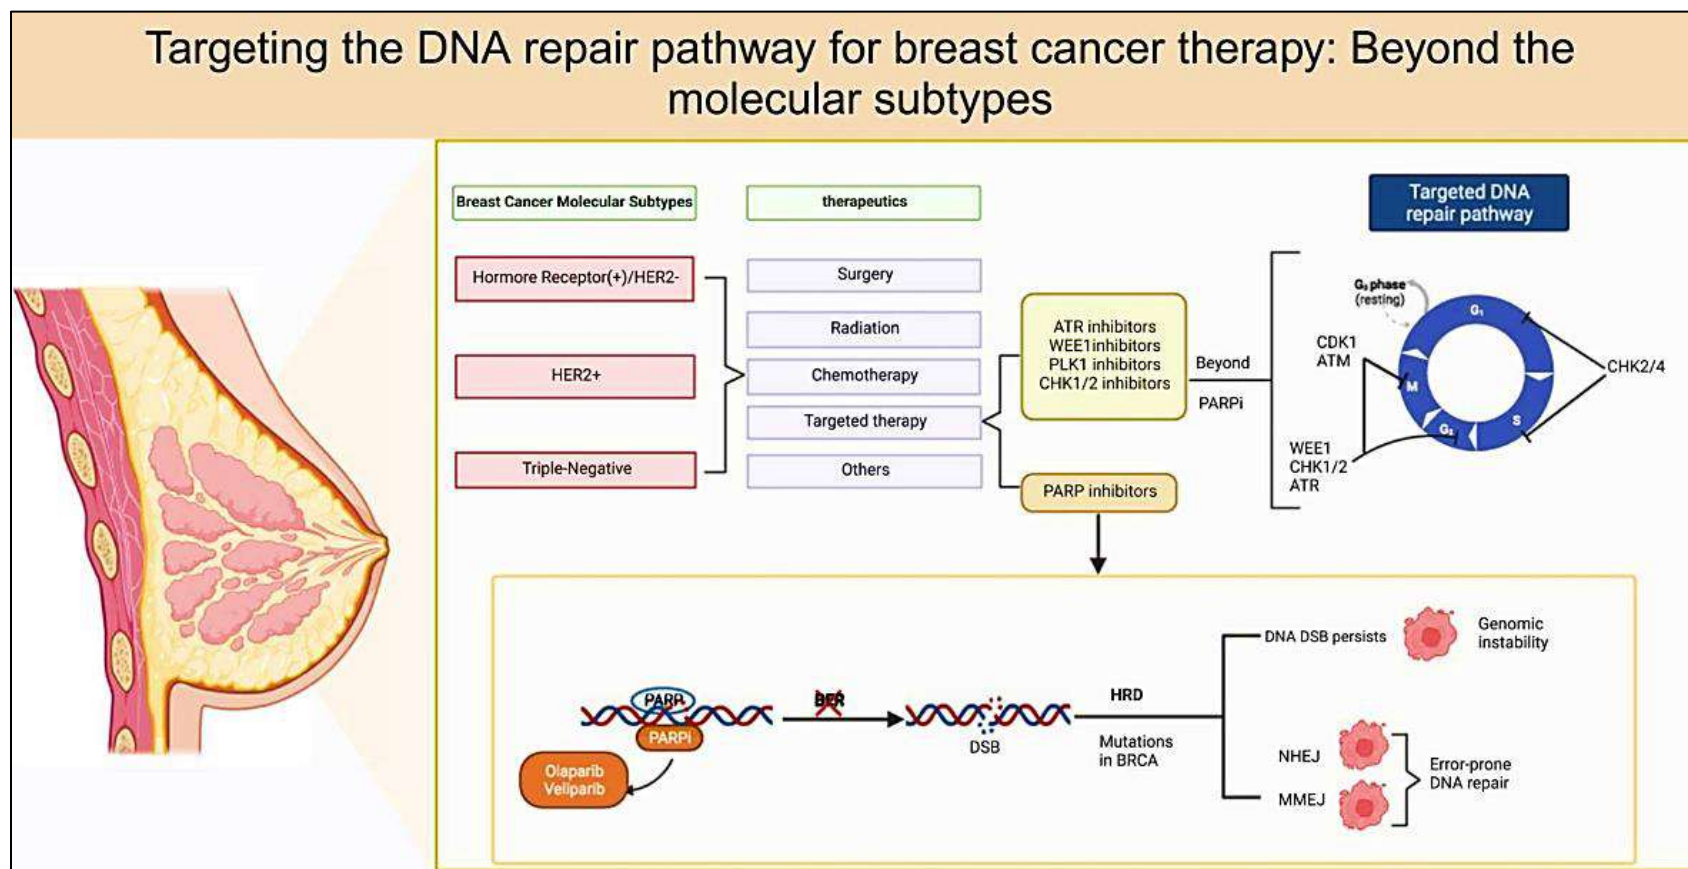 Targeting the DNA repair pathway for breast cancer therapy: Beyond the
molecular subtypes
Breast Cancer Molecular Subtypes
therapeutics
Targeted DNA
repair pathway
Hormore Receptor(+)/HER2-
HER2+
Triple-Negative
Surgery
Radiation
Chemotherapy
Targeted therapy
Others
ATR inhibitors
WEE1inhibitors
PLK1 inhibitors
CHK1/2 inhibitors
PARP inhibitors
Beyond
PARPi
G₀ phase
(resting)
G₁
S
G₂
M
CDK1
ATM
WEE1
CHK1/2
ATR
CHK2/4
PARP
PARPi
Olaparib
Veliparib
BER
DSB
HRD
Mutations
in BRCA
DNA DSB persists
Genomic
instability
NHEJ
MMEJ
Error-prone
DNA repair